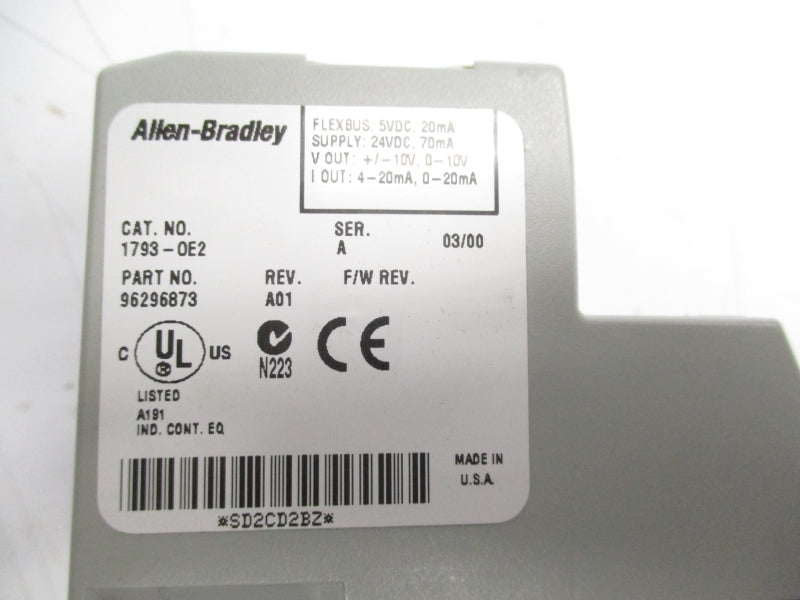 Allen-Bradley
FLEXBUS: 5VDC, 20mA
SUPPLY: 24VDC, 70mA
V OUT: +/-10V, 0-10V
I OUT: 4-20mA, 0-20mA
CAT. NO.
1793-OE2
SER.
A
03/00
PART NO.
96296873
REV.
A01
F/W REV.
C UL US
®
N223
CE
LISTED
A191
IND. CONT. EQ
MADE IN
U.S.A.
*SD2CD2BZ*